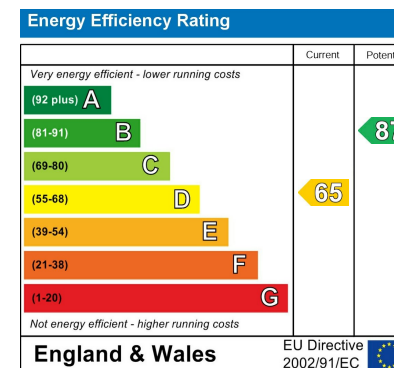 Energy Efficiency Rating
Current Poten
Very energy efficient - lower running costs
(92 plus) A
(81-91) B
87
(69-80) C
(55-68) D
65
(39-54) E
(21-38) F
(1-20) G
Not energy efficient - higher running costs
England & Wales
EU Directive
2002/91/EC